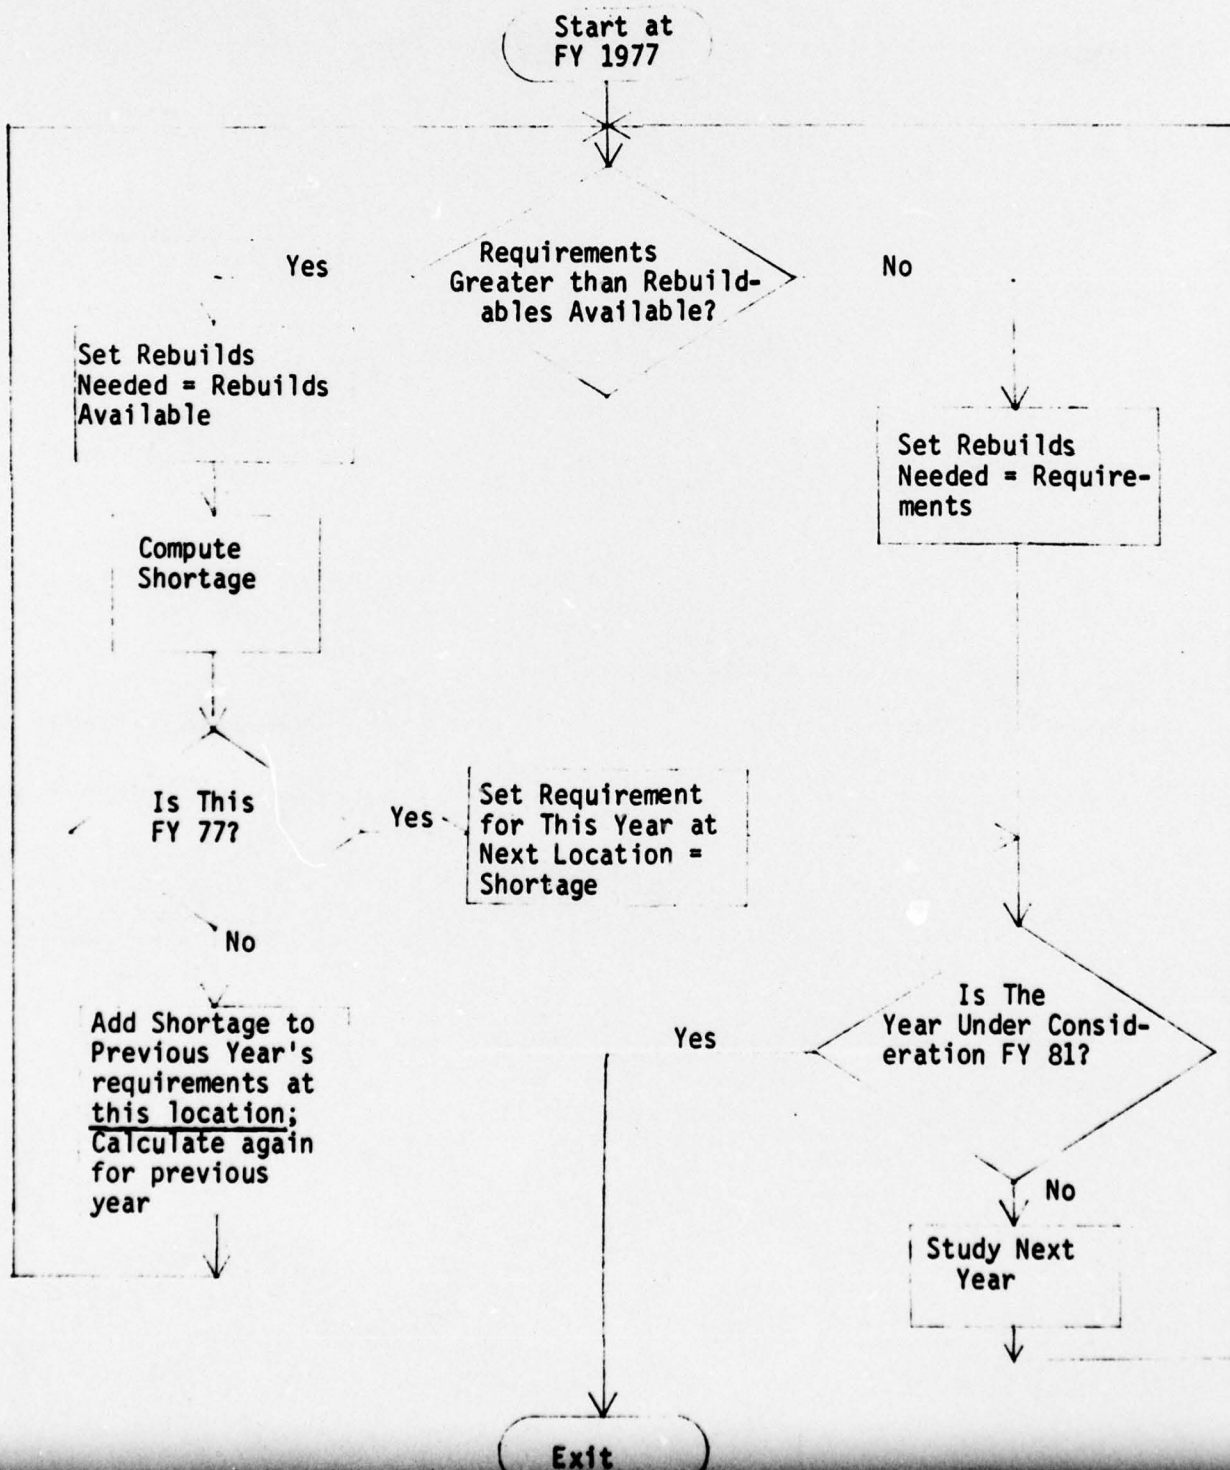 Start at
FY 1977
Requirements
Greater than Rebuild-
ables Available?
Yes
No
Set Rebuilds
Needed = Rebuilds
Available
Set Rebuilds
Needed = Require-
ments
Compute
Shortage
Is This
FY 77?
Yes
Set Requirement
for This Year at
Next Location =
Shortage
No
Add Shortage to
Previous Year's
requirements at
this location;
Calculate again
for previous
year
Is The
Year Under Consid-
eration FY 81?
Yes
No
Study Next
Year
Exit